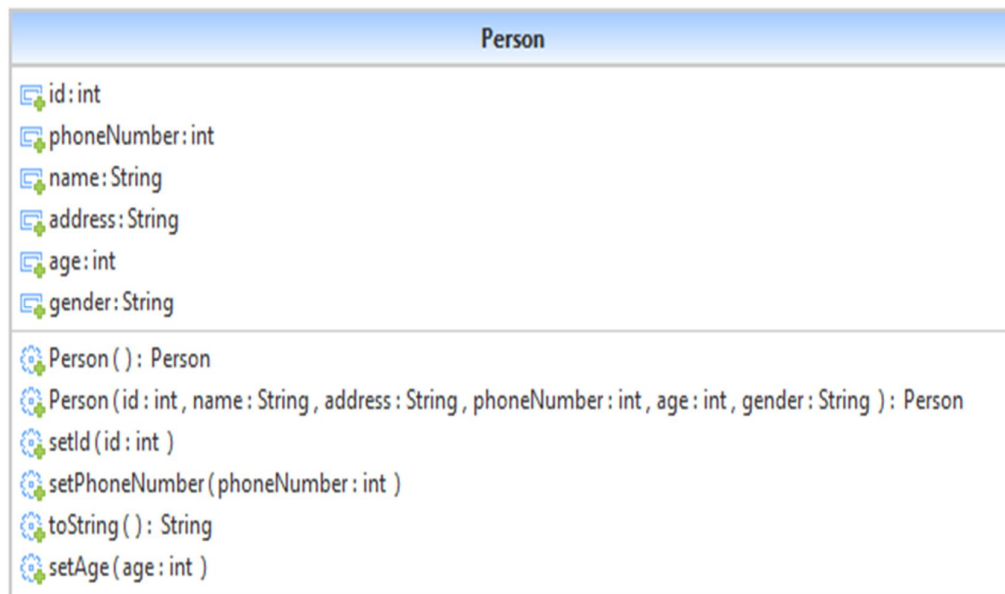 Person
id : int
phoneNumber : int
name : String
address : String
age : int
gender : String
Person ( ) : Person
Person ( id : int , name : String , address : String , phoneNumber : int , age : int , gender : String ) : Person
setId ( id : int )
setPhoneNumber ( phoneNumber : int )
toString ( ) : String
setAge ( age : int )